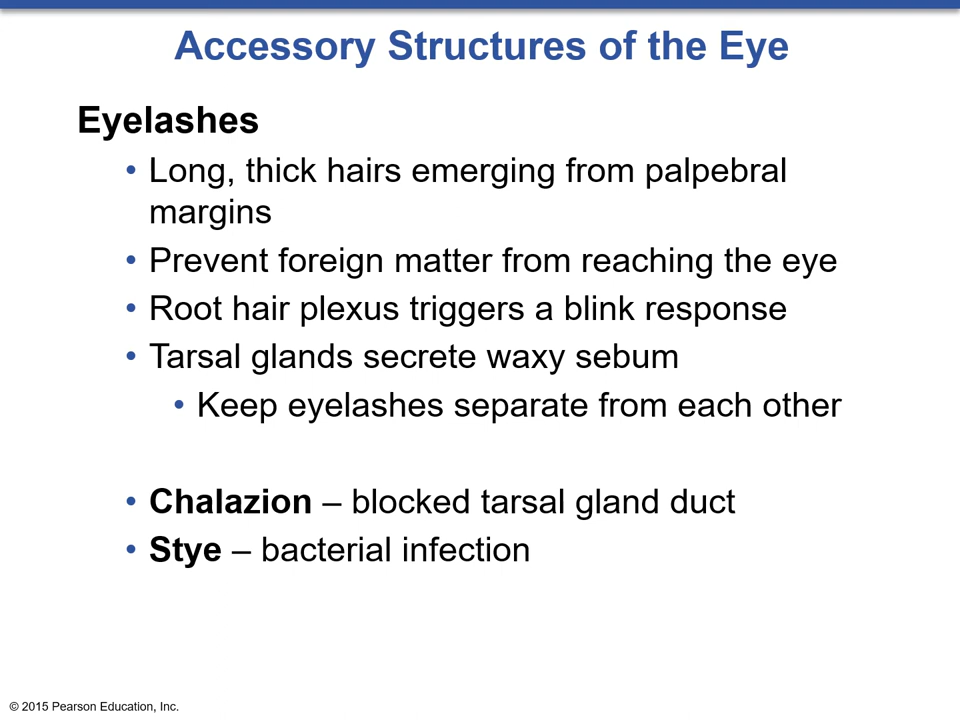 Accessory Structures of the Eye
Eyelashes
• Long, thick hairs emerging from palpebral
margins
• Prevent foreign matter from reaching the eye
• Root hair plexus triggers a blink response
• Tarsal glands secrete waxy sebum
• Keep eyelashes separate from each other
• Chalazion – blocked tarsal gland duct
• Stye – bacterial infection
© 2015 Pearson Education, Inc.